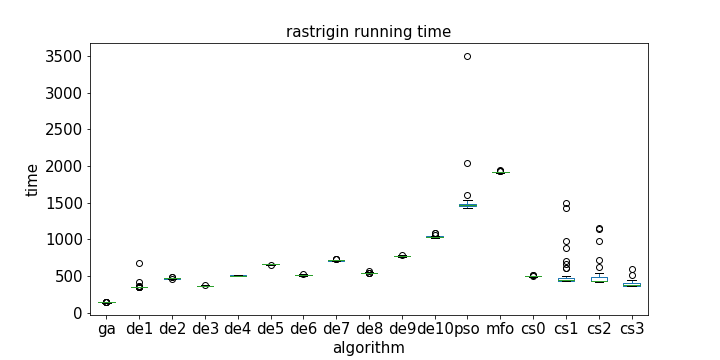 rastrigin running time
3500
3000
2500
2000
1500
1000
500
0
time
ga de1 de2 de3 de4 de5 de6 de7 de8 de9 de10 pso mfo cs0 cs1 cs2 cs3
algorithm